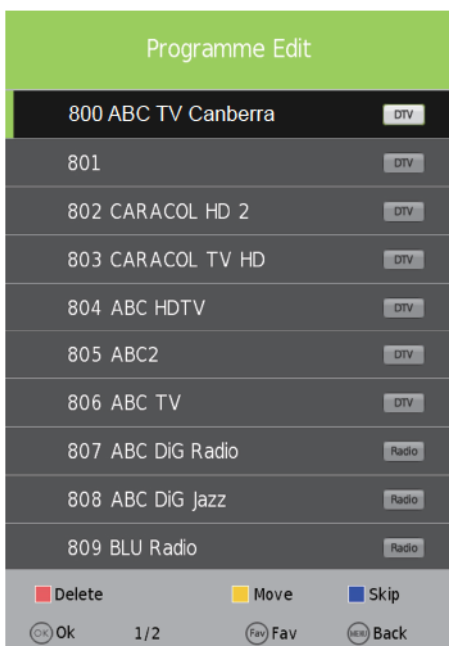 Programme Edit
800 ABC TV Canberra DTV
801 DTV
802 CARACOL HD 2 DTV
803 CARACOL TV HD DTV
804 ABC HDTV DTV
805 ABC2 DTV
806 ABC TV DTV
807 ABC DiG Radio Radio
808 ABC DiG Jazz Radio
809 BLU Radio Radio
Delete Move Skip
OK Ok 1/2 Fav Fav MENU Back